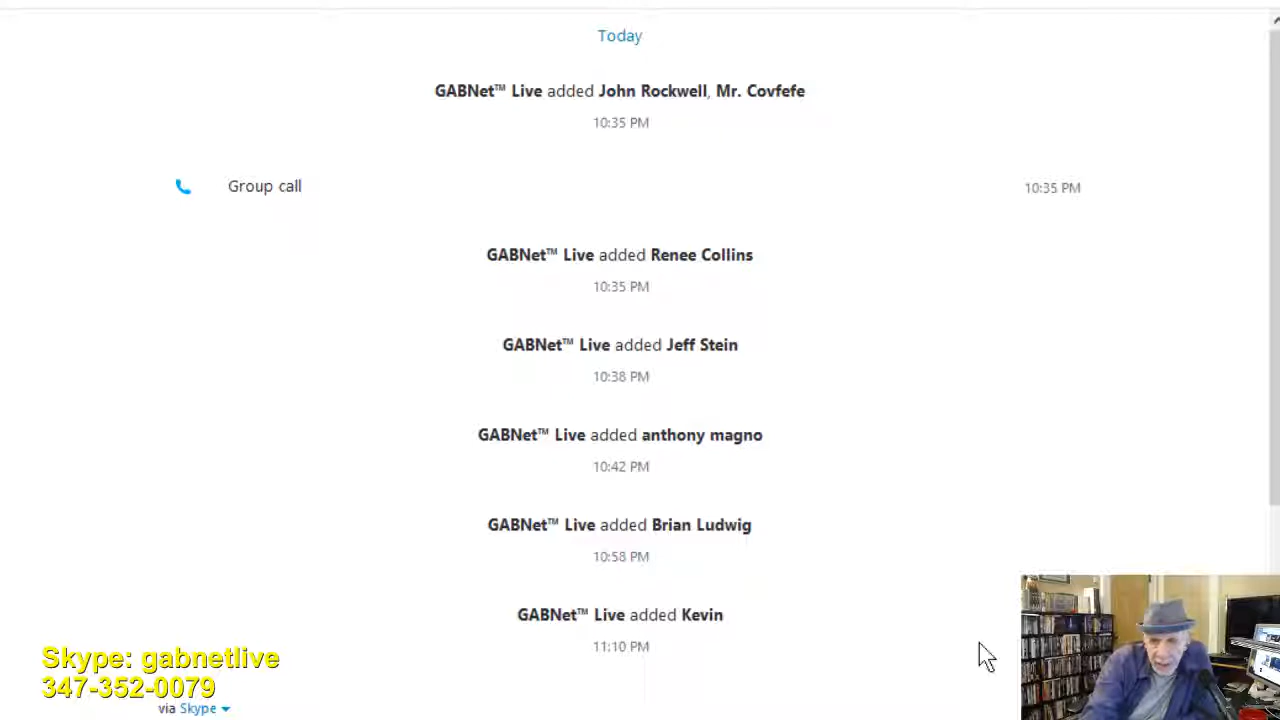 Today
GABNet™ Live added John Rockwell, Mr. Covfefe
10:35 PM
Group call
10:35 PM
GABNet™ Live added Renee Collins
10:35 PM
GABNet™ Live added Jeff Stein
10:38 PM
GABNet™ Live added anthony magno
10:42 PM
GABNet™ Live added Brian Ludwig
10:58 PM
GABNet™ Live added Kevin
11:10 PM
Skype: gabnetlive
347-352-0079
via Skype